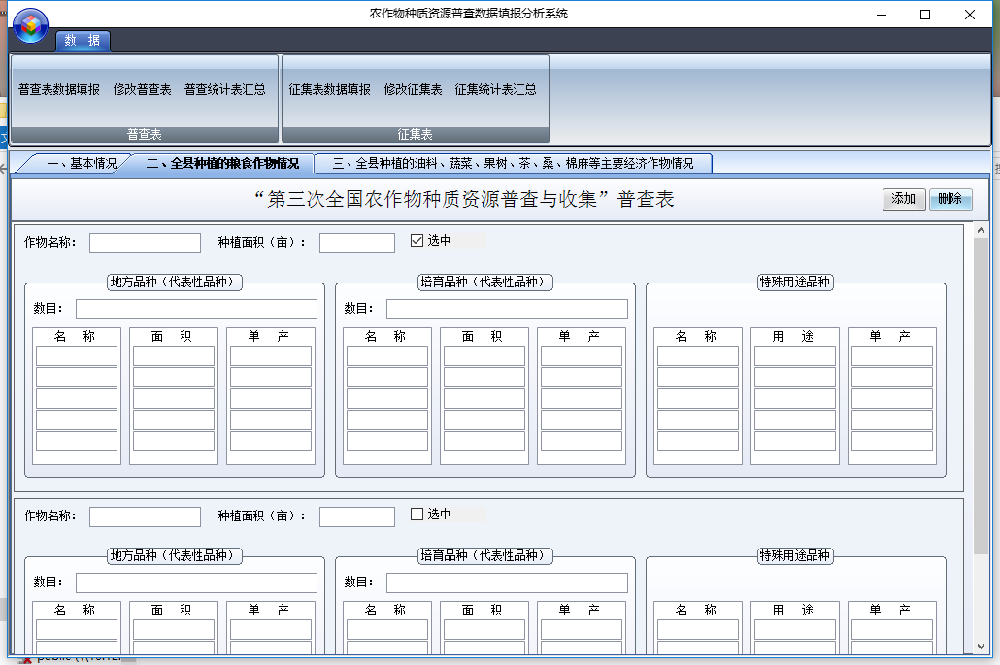 农作物种质资源普查数据填报分析系统
数 据
普查表数据填报 修改普查表 普查统计表汇总 征集表数据填报 修改征集表 征集统计表汇总
普查表 征集表
一、基本情况 二、全县种植的粮食作物情况 三、全县种植的油料、蔬菜、果树、茶、桑、棉麻等主要经济作物情况
“第三次全国农作物种质资源普查与收集”普查表 添加 删除
作物名称： 种植面积（亩）： 选中
地方品种（代表性品种） 培育品种（代表性品种） 特殊用途品种
数目： 数目：
名 称 面 积 单 产 名 称 面 积 单 产 名 称 用 途 单 产
作物名称： 种植面积（亩）： 选中
地方品种（代表性品种） 培育品种（代表性品种） 特殊用途品种
数目： 数目：
名 称 面 积 单 产 名 称 面 积 单 产 名 称 用 途 单 产